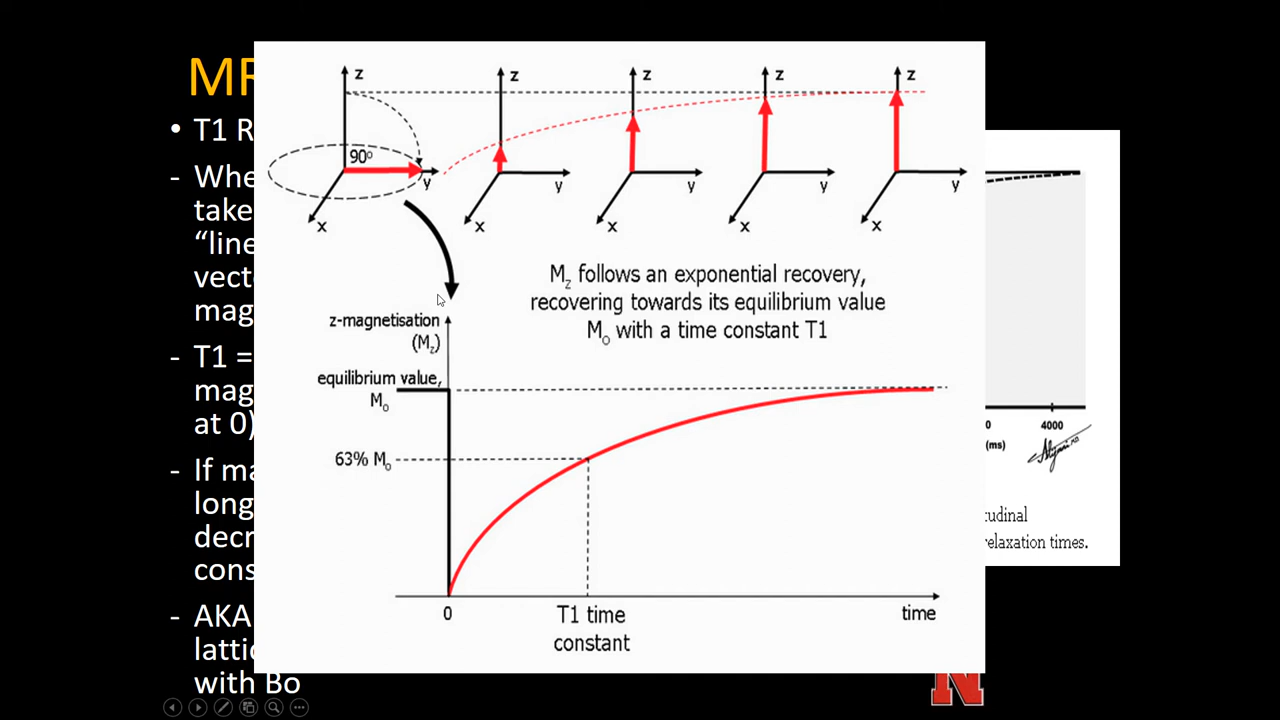 MR
• T1 R
- Whe
take
“line
vect
mag
- T1 =
mag
at 0)
- If ma
long
decr
cons
- AKA
lattic
with Bo
z z z z z
90°
y y y y y
x x x x x
Mz follows an exponential recovery,
recovering towards its equilibrium value
Mo with a time constant T1
z-magnetisation
(Mz)
equilibrium value,
Mo
63% Mo
0 T1 time time
constant
0 4000
(ms)
tudinal
relaxation times.
N